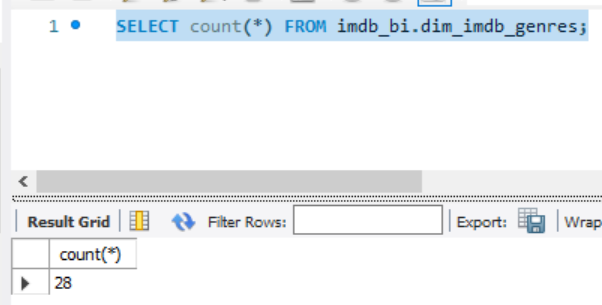 1 SELECT count(*) FROM imdb_bi.dim_imdb_genres;
Result Grid Filter Rows: Export: Wrap
count(*)
28